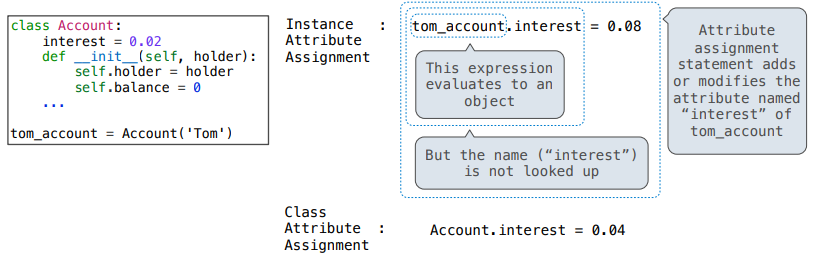 class Account:
    interest = 0.02
    def __init__(self, holder):
        self.holder = holder
        self.balance = 0
    ...
tom_account = Account('Tom')
Instance
Attribute
Assignment
:
tom_account.interest = 0.08
This expression
evaluates to an
object
But the name (“interest”)
is not looked up
Attribute
assignment
statement adds
or modifies the
attribute named
“interest” of
tom_account
Class
Attribute :
Assignment
Account.interest = 0.04